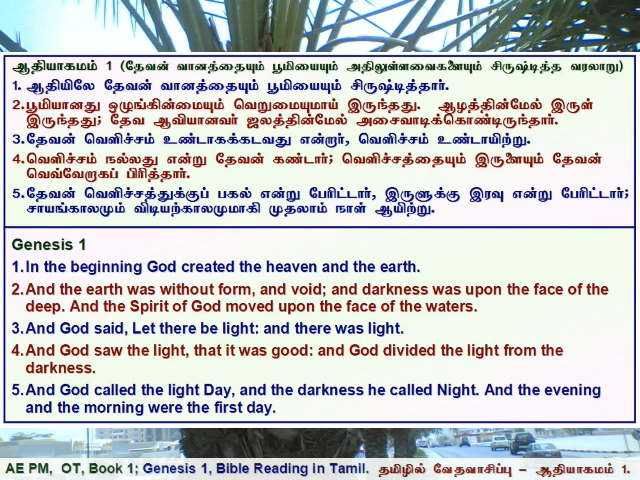 ஆதியாகமம் 1 (தேவன் வானத்தையும் பூமியையும் அதிலுள்ளவைகளையும் சிருஷ்டித்த வரலாறு)
1. ஆதியிலே தேவன் வானத்தையும் பூமியையும் சிருஷ்டித்தார்.
2.பூமியானது ஒழுங்கின்மையும் வெறுமையுமாய் இருந்தது. ஆழத்தின்மேல் இருள்
இருந்தது; தேவ ஆவியானவர் ஜலத்தின்மேல் அசைவாடிக்கொண்டிருந்தார்.
3.தேவன் வெளிச்சம் உண்டாகக்கடவது என்றார், வெளிச்சம் உண்டாயிற்று.
4.வெளிச்சம் நல்லது என்று தேவன் கண்டார்; வெளிச்சத்தையும் இருளையும் தேவன்
வெவ்வேறாகப் பிரித்தார்.
5.தேவன் வெளிச்சத்துக்குப் பகல் என்று பேரிட்டார், இருளுக்கு இரவு என்று பேரிட்டார்;
சாயங்காலமும் விடியற்காலமுமாகி முதலாம் நாள் ஆயிற்று.
Genesis 1
1.In the beginning God created the heaven and the earth.
2.And the earth was without form, and void; and darkness was upon the face of the
deep. And the Spirit of God moved upon the face of the waters.
3.And God said, Let there be light: and there was light.
4.And God saw the light, that it was good: and God divided the light from the
darkness.
5.And God called the light Day, and the darkness he called Night. And the evening
and the morning were the first day.
AE PM, OT, Book 1; Genesis 1, Bible Reading in Tamil. தமிழில் வேதவாசிப்பு – ஆதியாகமம் 1.